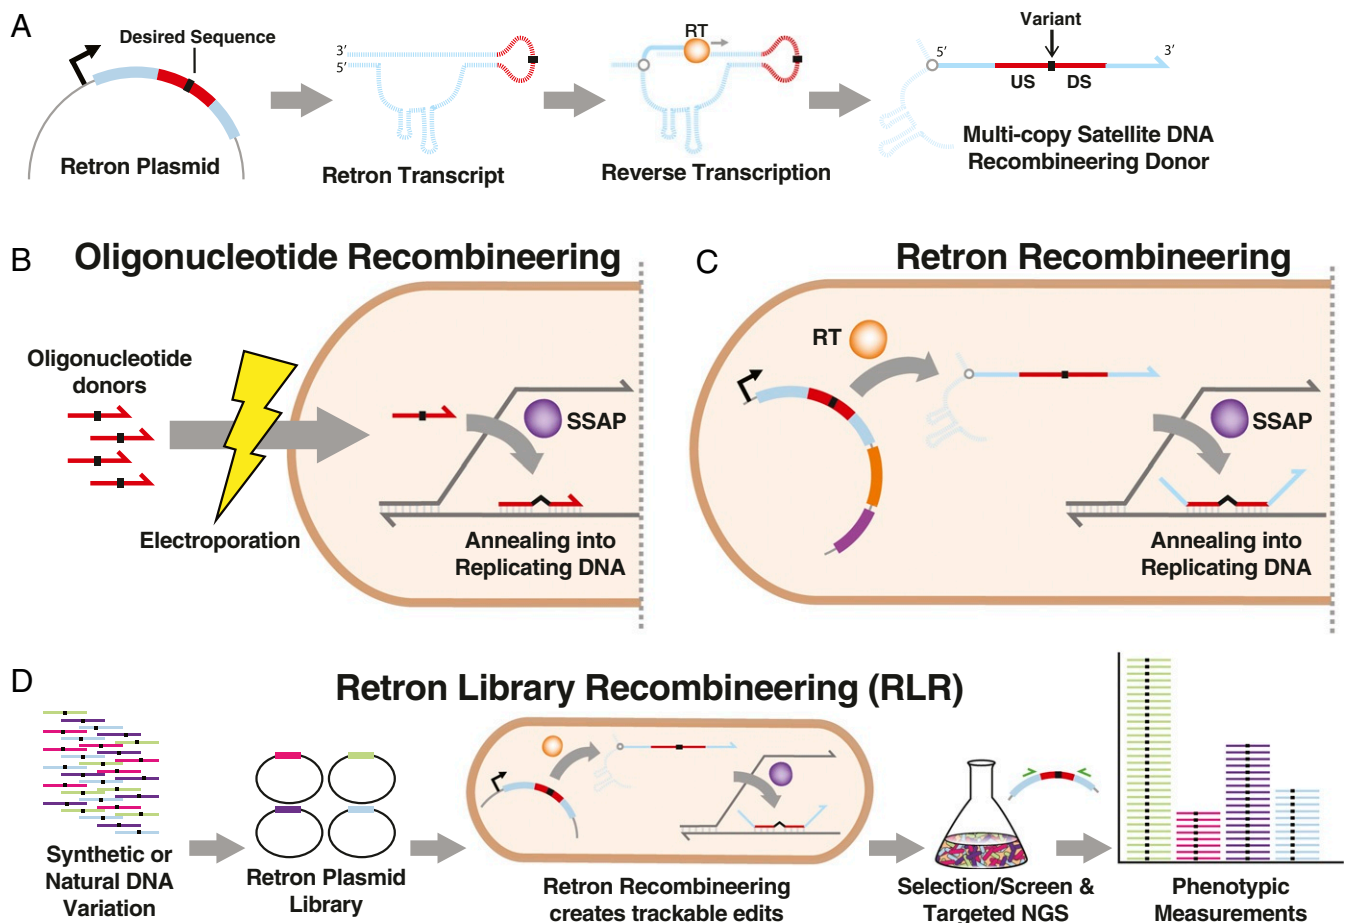 A
Desired Sequence
Retron Plasmid
3′
5′
Retron Transcript
RT
Reverse Transcription
Variant
5′
3′
US DS
Multi-copy Satellite DNA
Recombineering Donor
B
Oligonucleotide Recombineering
Oligonucleotide
donors
Electroporation
SSAP
Annealing into
Replicating DNA
C
Retron Recombineering
RT
SSAP
Annealing into
Replicating DNA
D
Retron Library Recombineering (RLR)
Synthetic or
Natural DNA
Variation
Retron Plasmid
Library
Retron Recombineering
creates trackable edits
Selection/Screen &
Targeted NGS
Phenotypic
Measurements